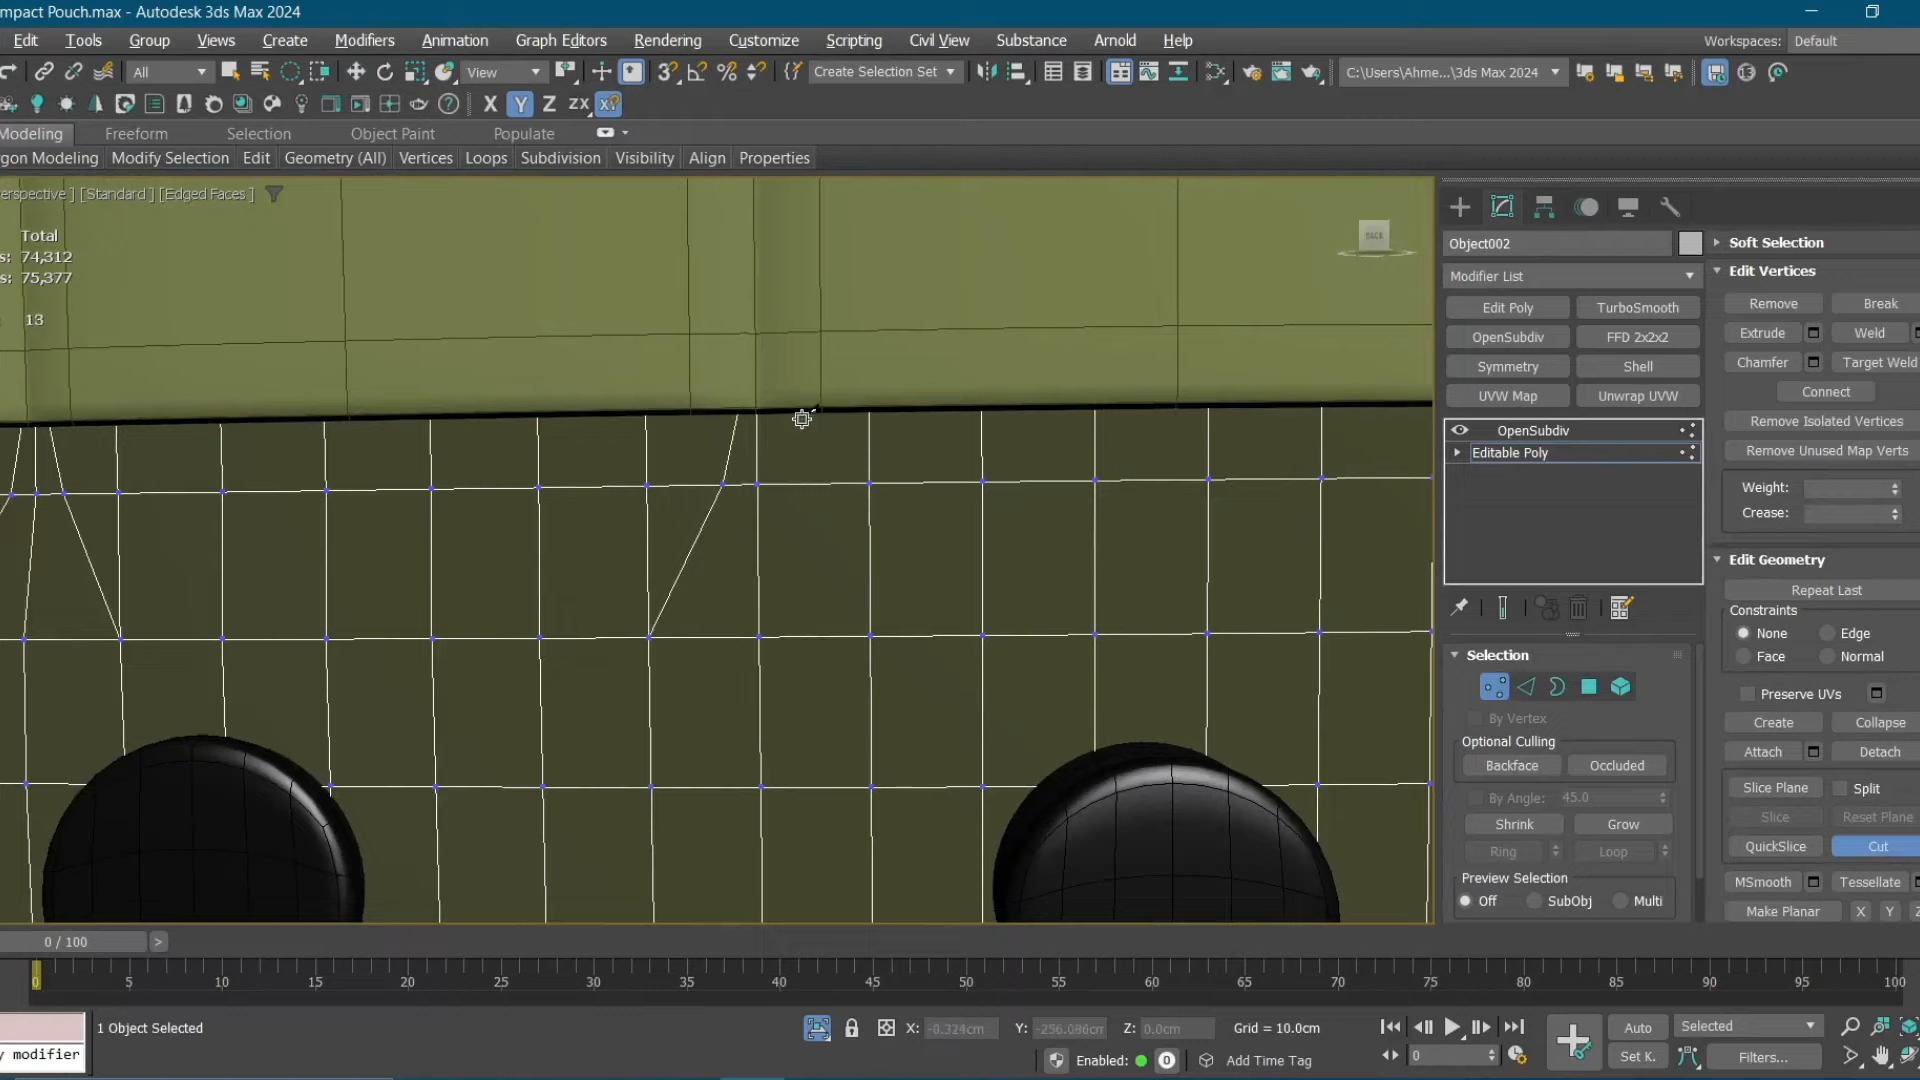 mpact Pouch.max - Autodesk 3ds Max 2024
Edit Tools Group Views Create Modifiers Animation Graph Editors Rendering Customize Scripting Civil View Substance Arnold Help
Workspaces: Default
All View Create Selection Set C:\Users\Ahme...\3ds Max 2024
X Y Z ZX
Modeling Freeform Selection Object Paint Populate
gon Modeling Modify Selection Edit Geometry (All) Vertices Loops Subdivision Visibility Align Properties
erspective ] [Standard ] [Edged Faces ]
Total
s: 74,312
s: 75,377
13
BACK
Object002
Modifier List
Edit Poly TurboSmooth
OpenSubdiv FFD 2x2x2
Symmetry Shell
UVW Map Unwrap UVW
OpenSubdiv
Editable Poly
Selection
By Vertex
Optional Culling
Backface Occluded
By Angle: 45.0
Shrink Grow
Ring Loop
Preview Selection
Off SubObj Multi
Soft Selection
Edit Vertices
Remove Break
Extrude Weld
Chamfer Target Weld
Connect
Remove Isolated Vertices
Remove Unused Map Verts
Weight:
Crease:
Edit Geometry
Repeat Last
Constraints
None Edge
Face Normal
Preserve UVs
Create Collapse
Attach Detach
Slice Plane Split
Slice Reset Plane
QuickSlice Cut
MSmooth Tessellate
Make Planar X Y Z
0 / 100 >
0 5 10 15 20 25 30 35 40 45 50 55 60 65 70 75 80 85 90 95 100
1 Object Selected
X: -0.324cm Y: -256.086cm Z: 0.0cm Grid = 10.0cm
Auto Selected
y modifier
Enabled: 0 Add Time Tag
0
Set K. Filters...